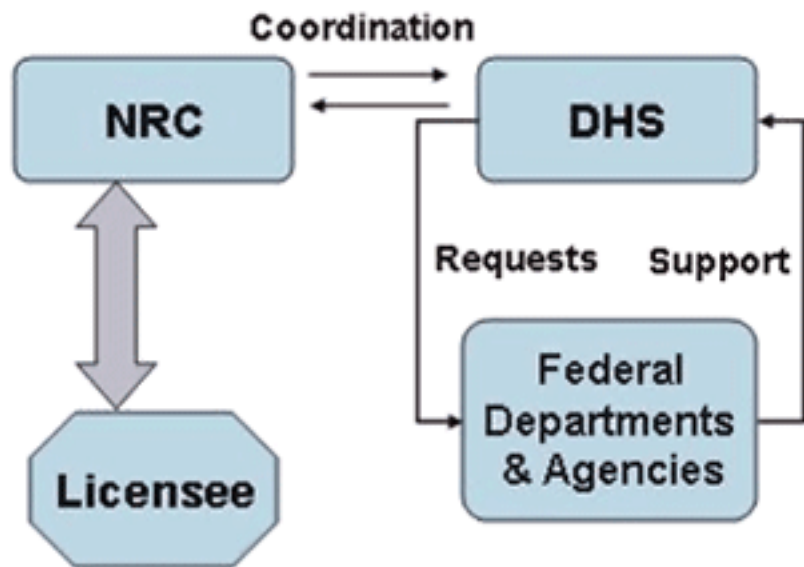 Coordination
NRC
DHS
Requests
Support
Federal
Departments
& Agencies
Licensee